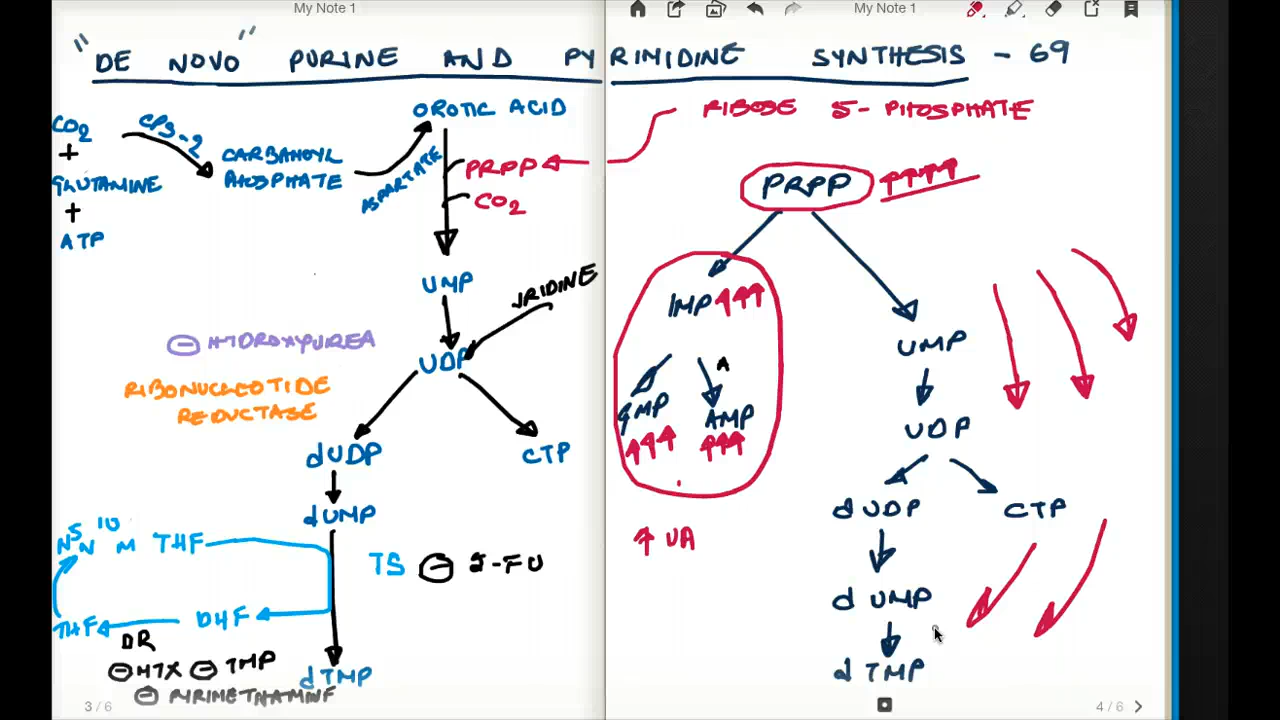 My Note 1
My Note 1
"DE NOVO" PURINE AND PYRIMIDINE SYNTHESIS - 69
CO2
+
GLUTAMINE
+
ATP
CPS-2
CARBAMOYL
PHOSPHATE
OROTIC ACID
ASPARTATE
PRPP
CO2
UMP
URIDINE
⊖ HYDROXYUREA
UDP
RIBONUCLEOTIDE
REDUCTASE
dUDP
CTP
dUMP
N5 N10 M THF
TS ⊖ 5-FU
THF
DHF
DR
⊖ MTX ⊖ TMP
dTMP
⊖ PYRIMETHAMINE
3 / 6
RIBOSE 5-PHOSPHATE
PRPP ↑↑↑↑
IMP ↑↑↑
A
GMP AMP
↑↑↑ ↑↑↑
↑ UA
UMP
UDP
dUDP CTP
dUMP
dTMP
4 / 6